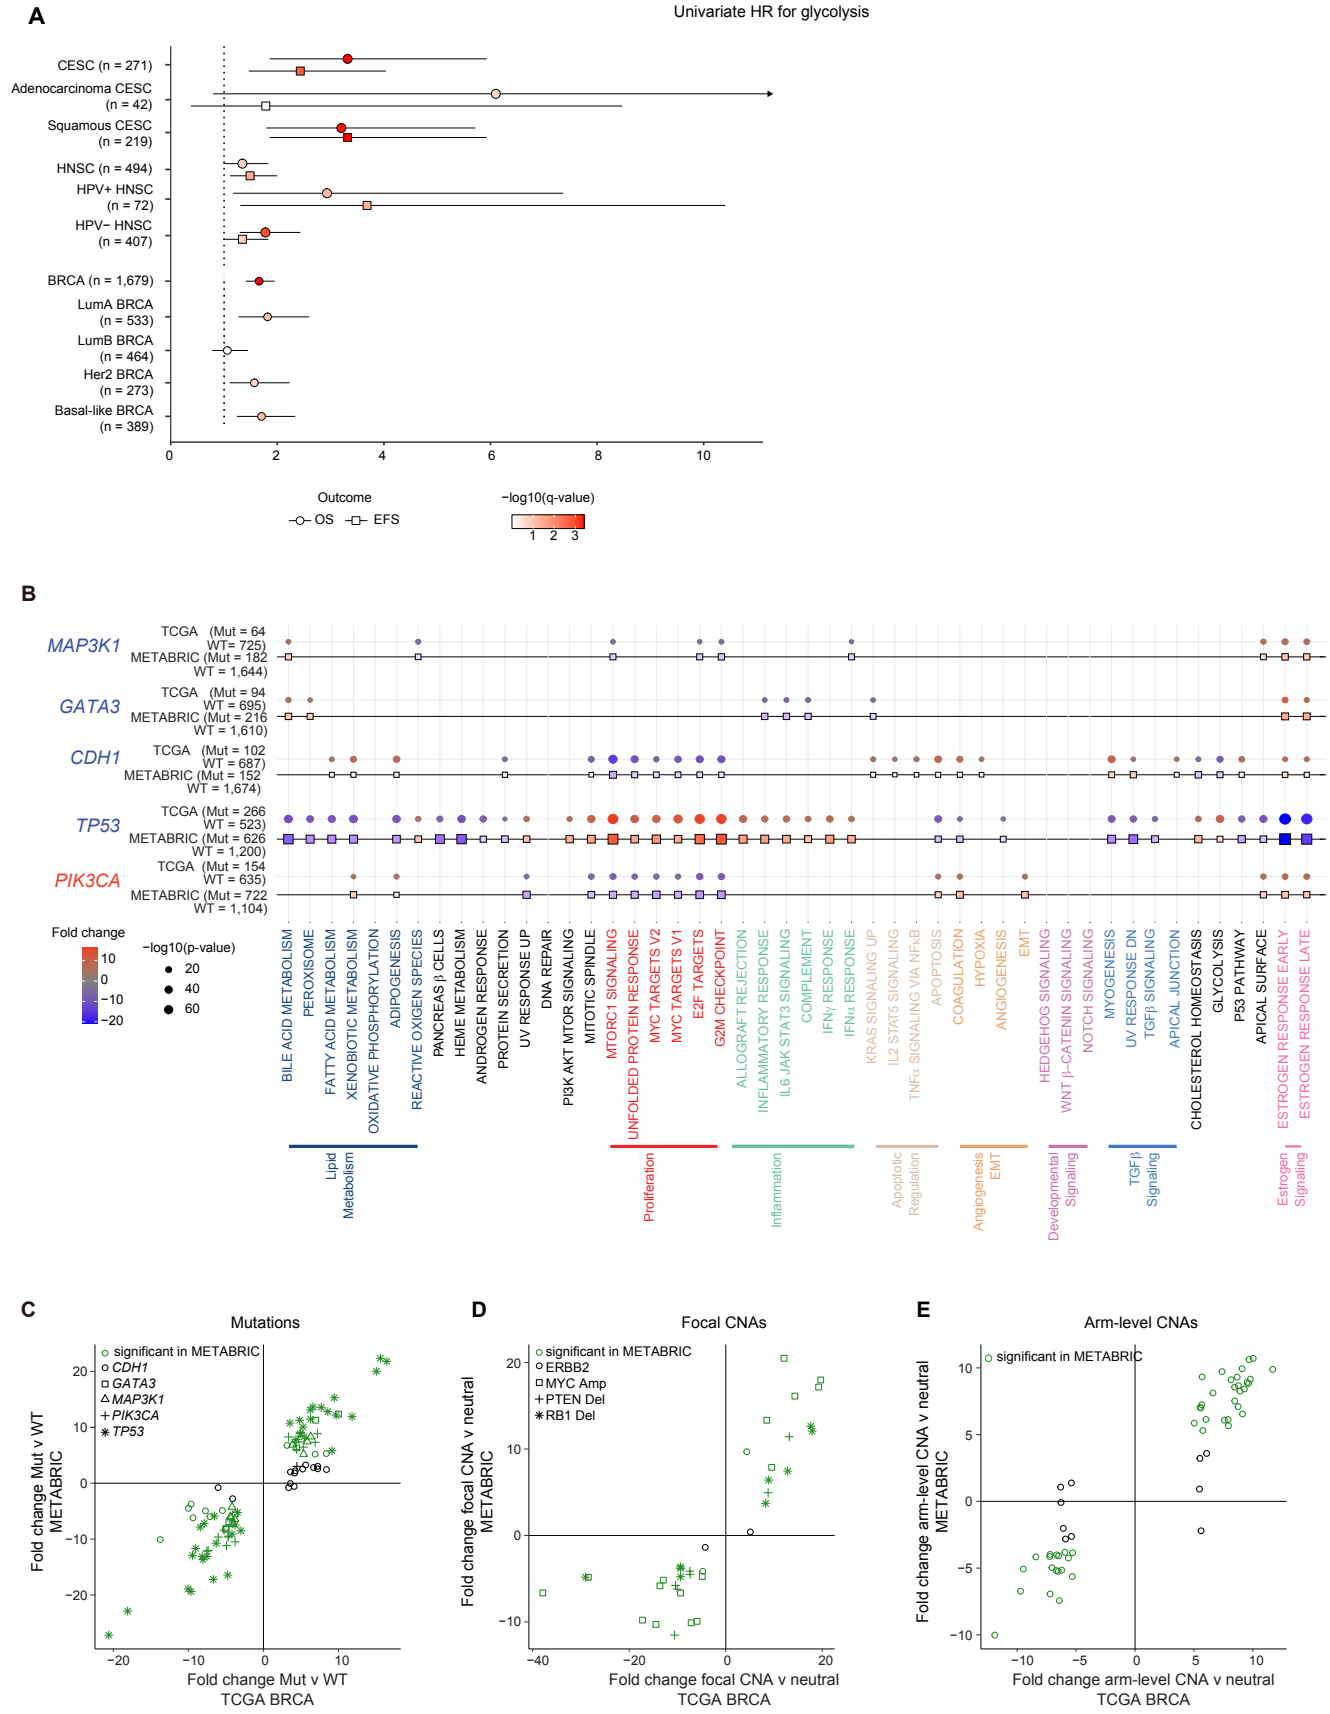 A
Univariate HR for glycolysis
CESC (n = 271)
Adenocarcinoma CESC
(n = 42)
Squamous CESC
(n = 219)
HNSC (n = 494)
HPV+ HNSC
(n = 72)
HPV− HNSC
(n = 407)
BRCA (n = 1,679)
LumA BRCA
(n = 533)
LumB BRCA
(n = 464)
Her2 BRCA
(n = 273)
Basal-like BRCA
(n = 389)
0 2 4 6 8 10
Outcome
OS EFS
−log10(q-value)
1 2 3
B
MAP3K1
TCGA (Mut = 64
WT= 725)
METABRIC (Mut = 182
WT = 1,644)
GATA3
TCGA (Mut = 94
WT = 695)
METABRIC (Mut = 216
WT = 1,610)
CDH1
TCGA (Mut = 102
WT = 687)
METABRIC (Mut = 152
WT = 1,674)
TP53
TCGA (Mut = 266
WT = 523)
METABRIC (Mut = 626
WT = 1,200)
PIK3CA
TCGA (Mut = 154
WT = 635)
METABRIC (Mut = 722
WT = 1,104)
Fold change
10
0
−10
−20
−log10(p-value)
20
40
60
BILE ACID METABOLISM
PEROXISOME
FATTY ACID METABOLISM
XENOBIOTIC METABOLISM
OXIDATIVE PHOSPHORYLATION
ADIPOGENESIS
REACTIVE OXIGEN SPECIES
PANCREAS β CELLS
HEME METABOLISM
ANDROGEN RESPONSE
PROTEIN SECRETION
UV RESPONSE UP
DNA REPAIR
PI3K AKT MTOR SIGNALING
MITOTIC SPINDLE
MTORC1 SIGNALING
UNFOLDED PROTEIN RESPONSE
MYC TARGETS V2
MYC TARGETS V1
E2F TARGETS
G2M CHECKPOINT
ALLOGRAFT REJECTION
INFLAMMATORY RESPONSE
IL6 JAK STAT3 SIGNALING
COMPLEMENT
IFNγ RESPONSE
IFNα RESPONSE
KRAS SIGNALING UP
IL2 STAT5 SIGNALING
TNFα SIGNALING VIA NFκB
APOPTOSIS
COAGULATION
HYPOXIA
ANGIOGENESIS
EMT
HEDGEHOG SIGNALING
WNT β−CATENIN SIGNALING
NOTCH SIGNALING
MYOGENESIS
UV RESPONSE DN
TGFβ SIGNALING
APICAL JUNCTION
CHOLESTEROL HOMEOSTASIS
GLYCOLYSIS
P53 PATHWAY
APICAL SURFACE
ESTROGEN RESPONSE EARLY
ESTROGEN RESPONSE LATE
Lipid
Metabolism
Proliferation
Inflammation
Apoptotic
Regulation
Angiogenesis
EMT
Developmental
Signaling
TGFβ
Signaling
Estrogen
Signaling
C
Mutations
significant in METABRIC
CDH1
GATA3
MAP3K1
PIK3CA
TP53
20
10
0
−10
−20
Fold change Mut v WT
METABRIC
−20 −10 0 10
Fold change Mut v WT
TCGA BRCA
D
Focal CNAs
significant in METABRIC
ERBB2
MYC Amp
PTEN Del
RB1 Del
20
10
0
−10
Fold change focal CNA v neutral
METABRIC
−40 −20 0 20
Fold change focal CNA v neutral
TCGA BRCA
E
Arm-level CNAs
significant in METABRIC
10
5
0
−5
−10
Fold change arm-level CNA v neutral
METABRIC
−10 −5 0 5 10
Fold change arm-level CNA v neutral
TCGA BRCA